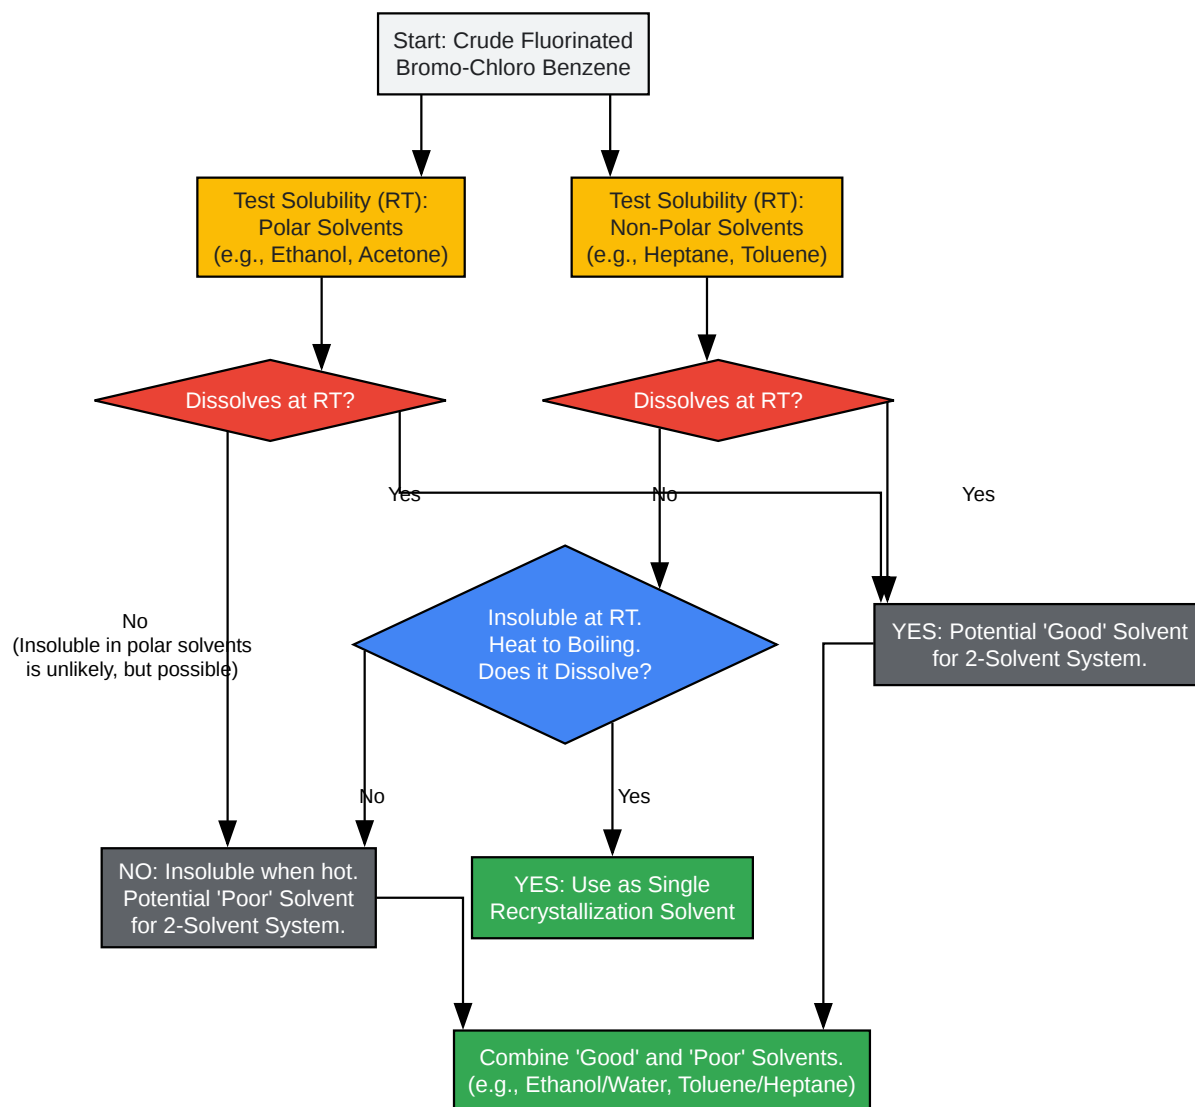 Start: Crude Fluorinated
Bromo-Chloro Benzene
Test Solubility (RT):
Polar Solvents
(e.g., Ethanol, Acetone)
Test Solubility (RT):
Non-Polar Solvents
(e.g., Heptane, Toluene)
Dissolves at RT?
Dissolves at RT?
Yes
No
Yes
No
(Insoluble in polar solvents
is unlikely, but possible)
Insoluble at RT.
Heat to Boiling.
Does it Dissolve?
YES: Potential 'Good' Solvent
for 2-Solvent System.
No
Yes
NO: Insoluble when hot.
Potential 'Poor' Solvent
for 2-Solvent System.
YES: Use as Single
Recrystallization Solvent
Combine 'Good' and 'Poor' Solvents.
(e.g., Ethanol/Water, Toluene/Heptane)